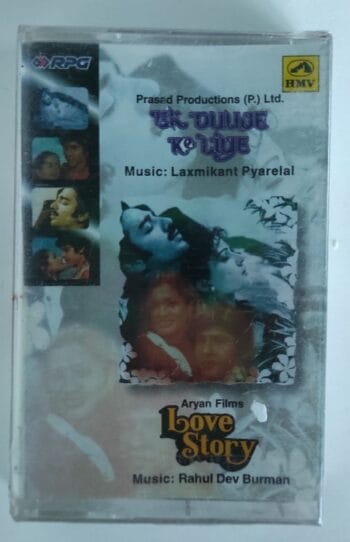 RPG
HMV
Prasad Productions (P.) Ltd.
Ek Duuje
Ke Liye
Music: Laxmikant Pyarelal
Aryan Films
Love
Story
Music: Rahul Dev Burman